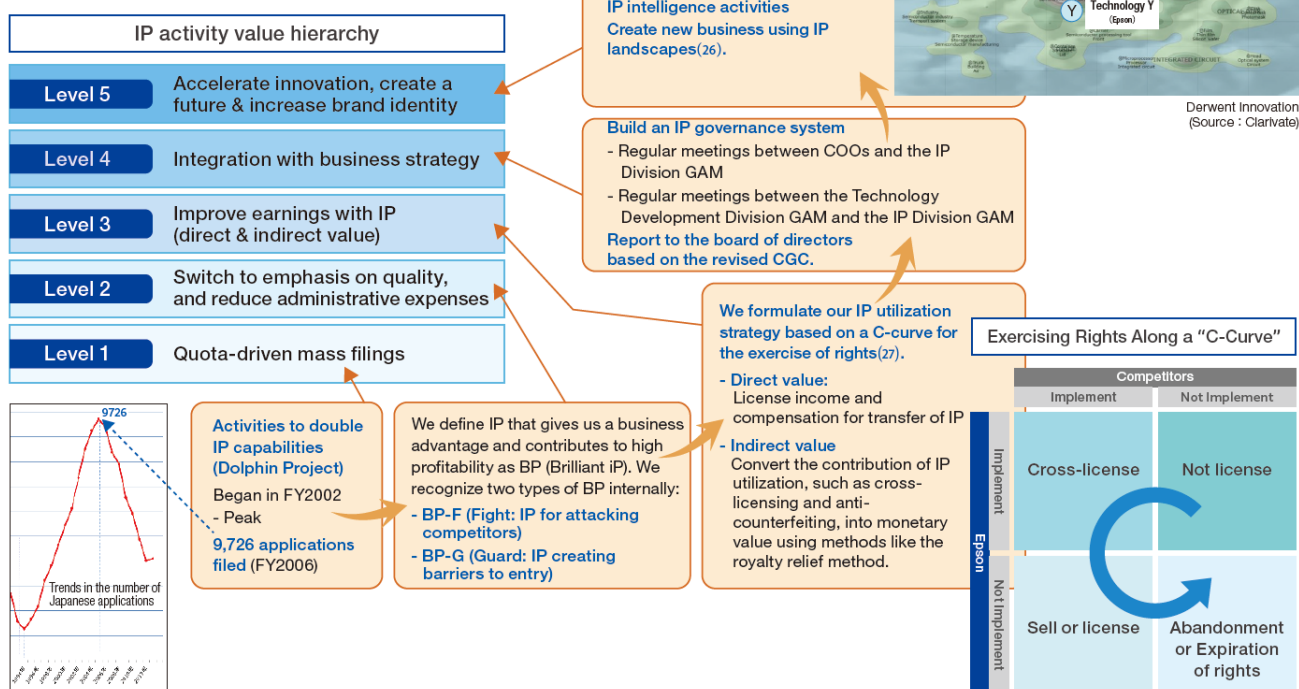 IP activity value hierarchy
Level 5
Accelerate innovation, create a
future & increase brand identity
Level 4
Integration with business strategy
Level 3
Improve earnings with IP
(direct & indirect value)
Level 2
Switch to emphasis on quality,
and reduce administrative expenses
Level 1
Quota-driven mass filings
IP intelligence activities
Create new business using IP
landscapes(26).
Y
Technology Y
(Epson)
Derwent Innovation
(Source : Clarivate)
Build an IP governance system
- Regular meetings between COOs and the IP
Division GAM
- Regular meetings between the Technology
Development Division GAM and the IP Division GAM
Report to the board of directors
based on the revised CGC.
9726
Trends in the number of
Japanese applications
Activities to double
IP capabilities
(Dolphin Project)
Began in FY2002
- Peak
9,726 applications
filed (FY2006)
We define IP that gives us a business
advantage and contributes to high
profitability as BP (Brilliant iP). We
recognize two types of BP internally:
- BP-F (Fight: IP for attacking
competitors)
- BP-G (Guard: IP creating
barriers to entry)
We formulate our IP utilization
strategy based on a C-curve for
the exercise of rights(27).
- Direct value:
License income and
compensation for transfer of IP
- Indirect value
Convert the contribution of IP
utilization, such as cross-
licensing and anti-
counterfeiting, into monetary
value using methods like the
royalty relief method.
Exercising Rights Along a “C-Curve”
Competitors
Implement
Not Implement
Epson
Implement
Cross-license
Not license
Not Implement
Sell or license
Abandonment
or Expiration
of rights